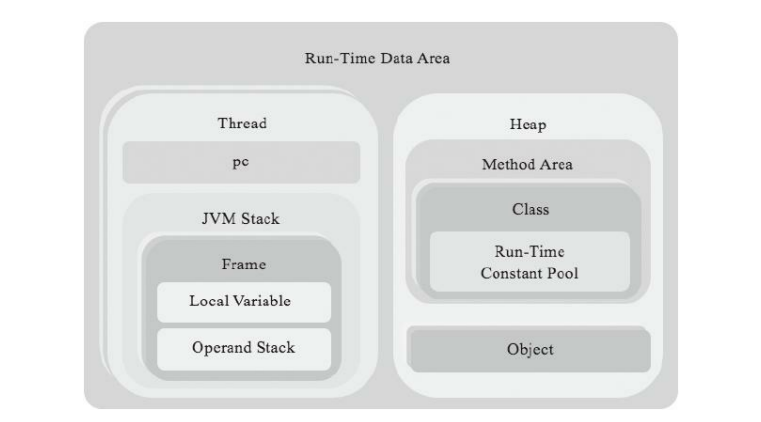 Run-Time Data Area
Thread
pc
JVM Stack
Frame
Local Variable
Operand Stack
Heap
Method Area
Class
Run-Time
Constant Pool
Object